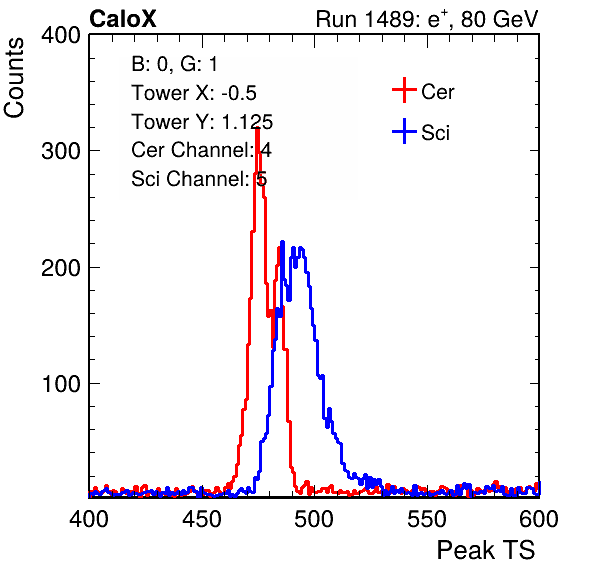 CaloX Run 1489: e+, 80 GeV
Counts
B: 0, G: 1
Tower X: -0.5
Tower Y: 1.125
Cer Channel: 4
Sci Channel: 5
Cer
Sci
400
300
200
100
400 450 500 550 600
Peak TS